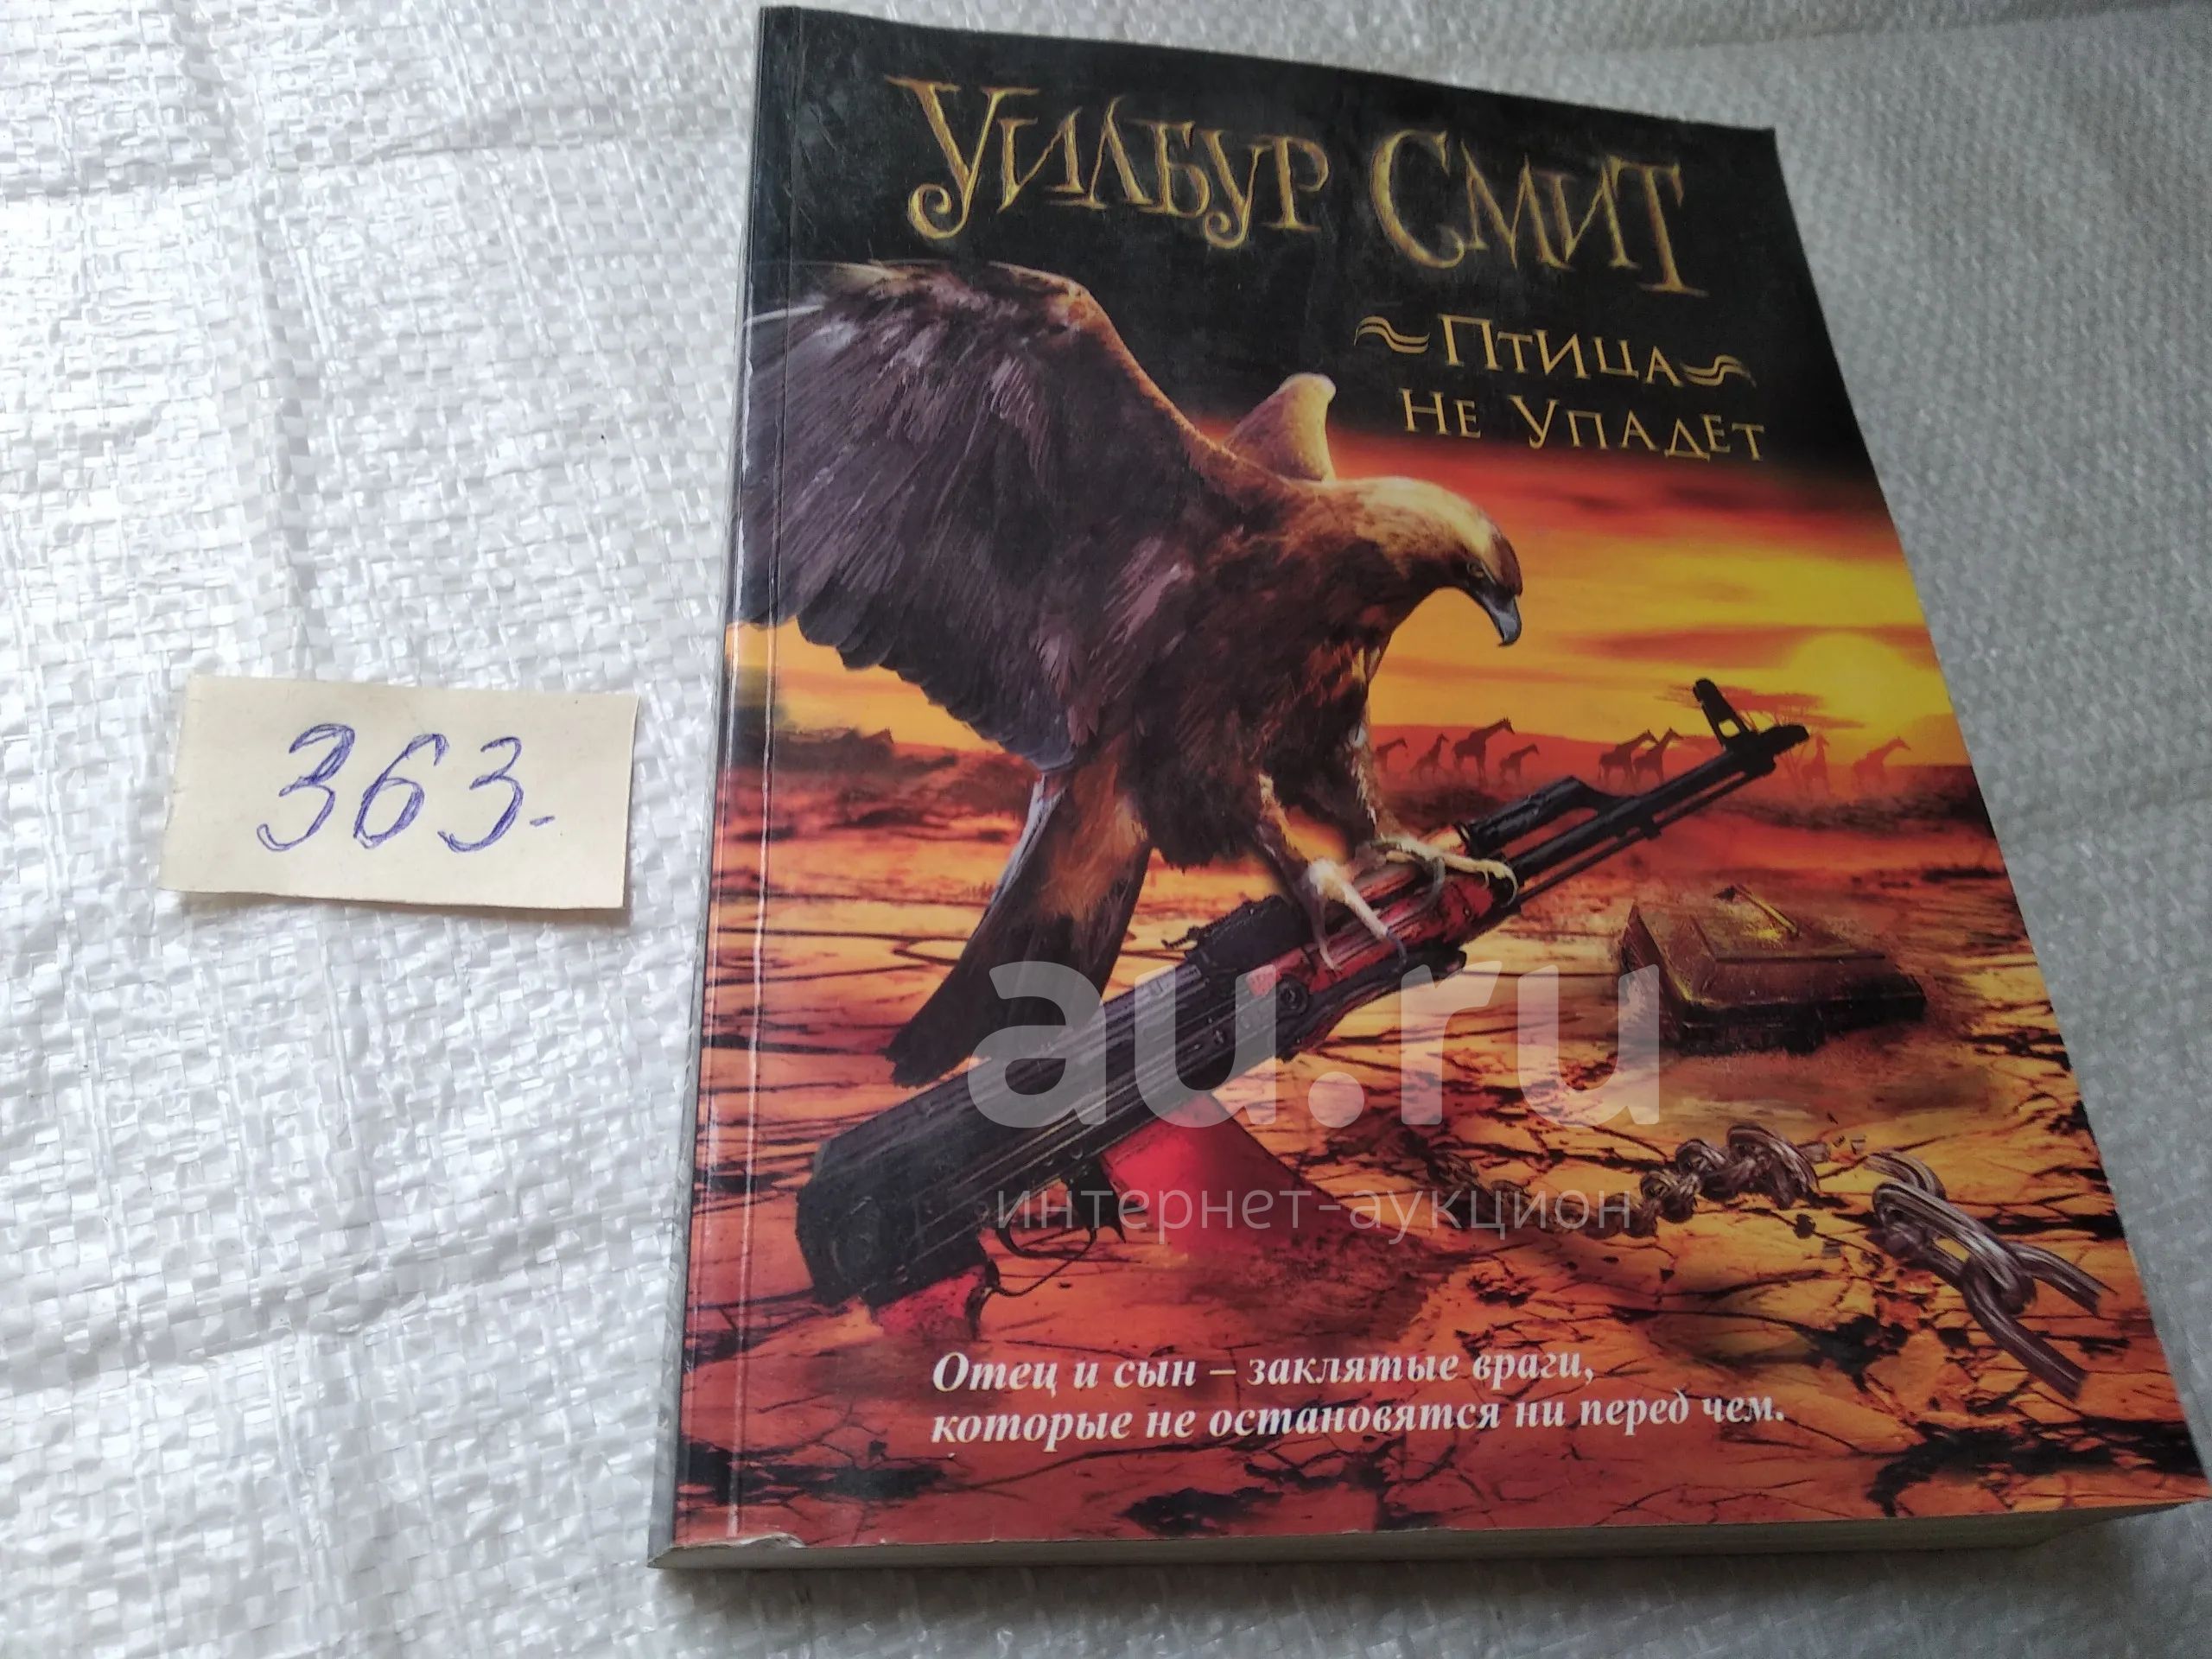 Уилбур Смит
Птица
Не Упадет
363.-
au.ru
интернет-аукцион
Отец и сын – заклятые враги,
которые не остановятся ни перед чем.